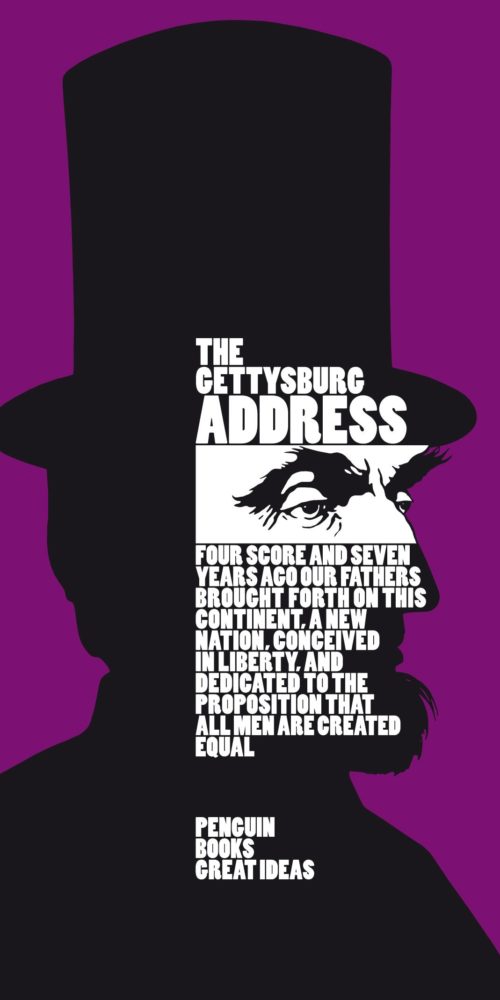 THE
GETTYSBURG
ADDRESS
FOUR SCORE AND SEVEN
YEARS AGO OUR FATHERS
BROUGHT FORTH ON THIS
CONTINENT, A NEW
NATION, CONCEIVED
IN LIBERTY, AND
DEDICATED TO THE
PROPOSITION THAT
ALL MEN ARE CREATED
EQUAL
PENGUIN
BOOKS
GREAT IDEAS